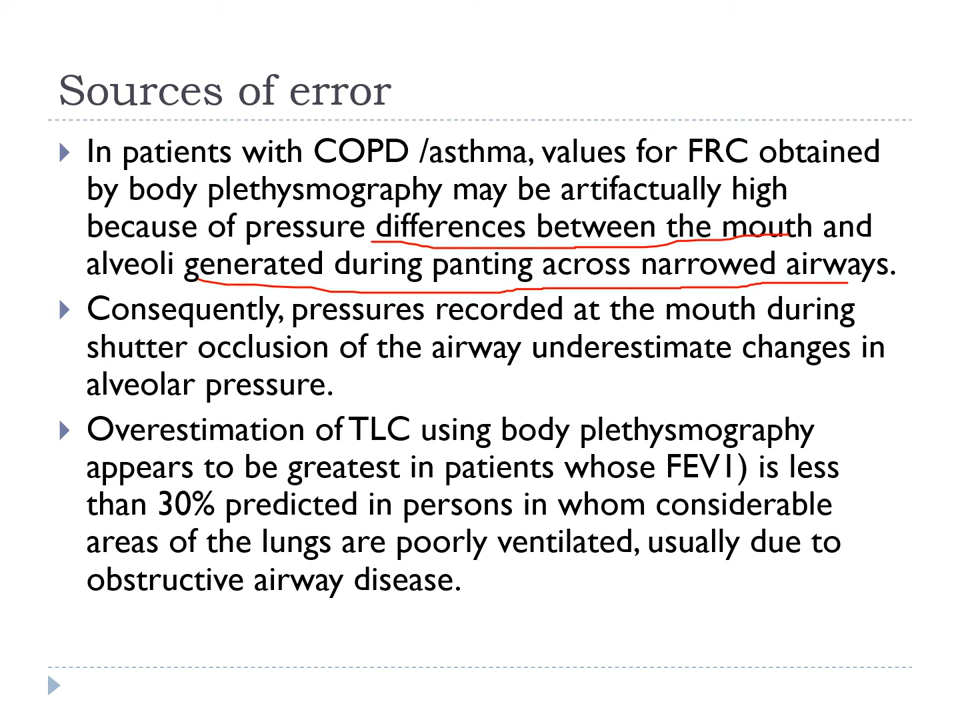 Sources of error
In patients with COPD /asthma, values for FRC obtained
by body plethysmography may be artifactually high
because of pressure differences between the mouth and
alveoli generated during panting across narrowed airways.
Consequently, pressures recorded at the mouth during
shutter occlusion of the airway underestimate changes in
alveolar pressure.
Overestimation of TLC using body plethysmography
appears to be greatest in patients whose FEV1) is less
than 30% predicted in persons in whom considerable
areas of the lungs are poorly ventilated, usually due to
obstructive airway disease.